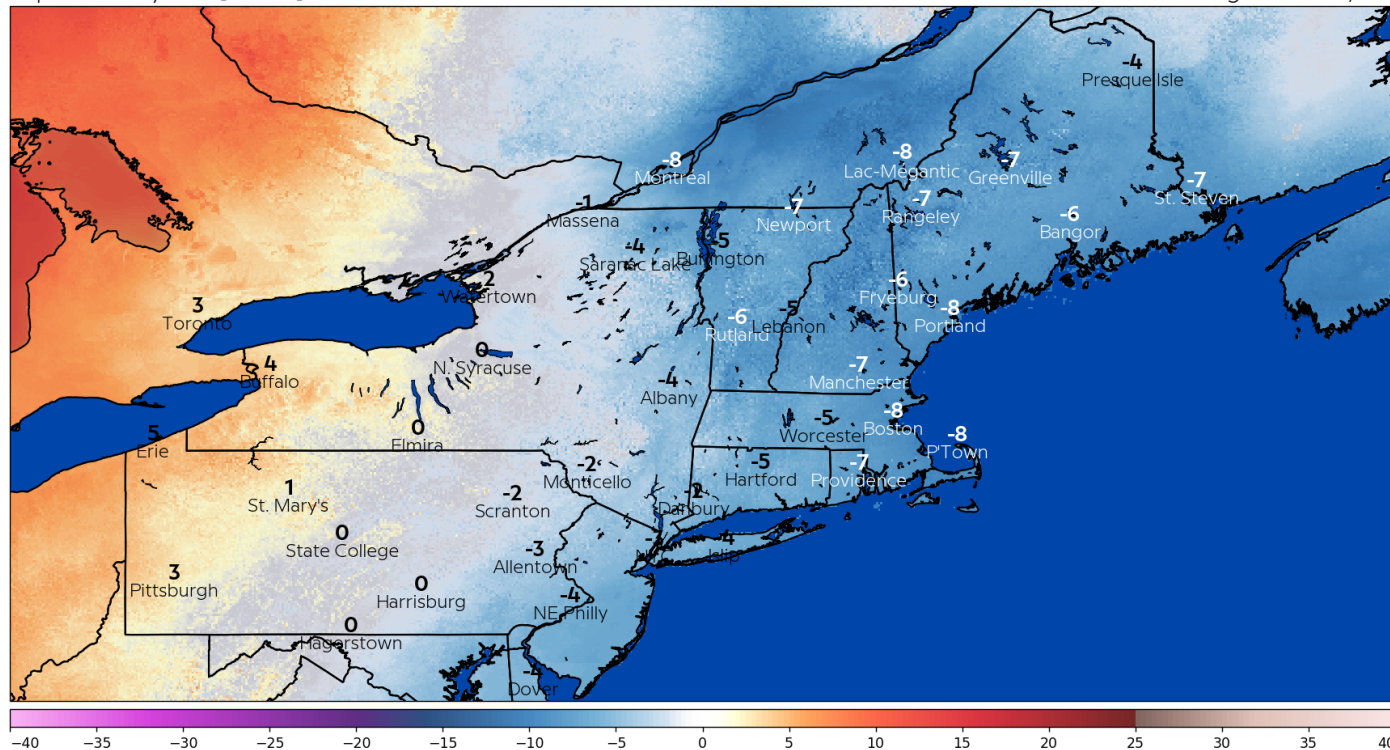 -4
Presque Isle
-8
Montreal
-8
Lac-Mégantic
-7
Greenville
-7
St. Steven
-1
Massena
-7
Newport
-7
Rangeley
-6
Bangor
-4
Saranac Lake
-5
Burlington
Watertown
-6
Fryeburg
3
Toronto
-6
Rutland
-5
Lebanon
-8
Portland
0
N. Syracuse
4
Buffalo
-4
Albany
-7
Manchester
5
Erie
0
Elmira
-5
Worcester
-8
Boston
-8
P'Town
-2
Monticello
-5
Hartford
-7
Providence
1
St. Mary's
-2
Scranton
Danbury
0
State College
-3
Allentown
-4
Islip
3
Pittsburgh
0
Harrisburg
-4
NE Philly
0
Hagerstown
-4
Dover
−40 −35 −30 −25 −20 −15 −10 −5 0 5 10 15 20 25 30 35